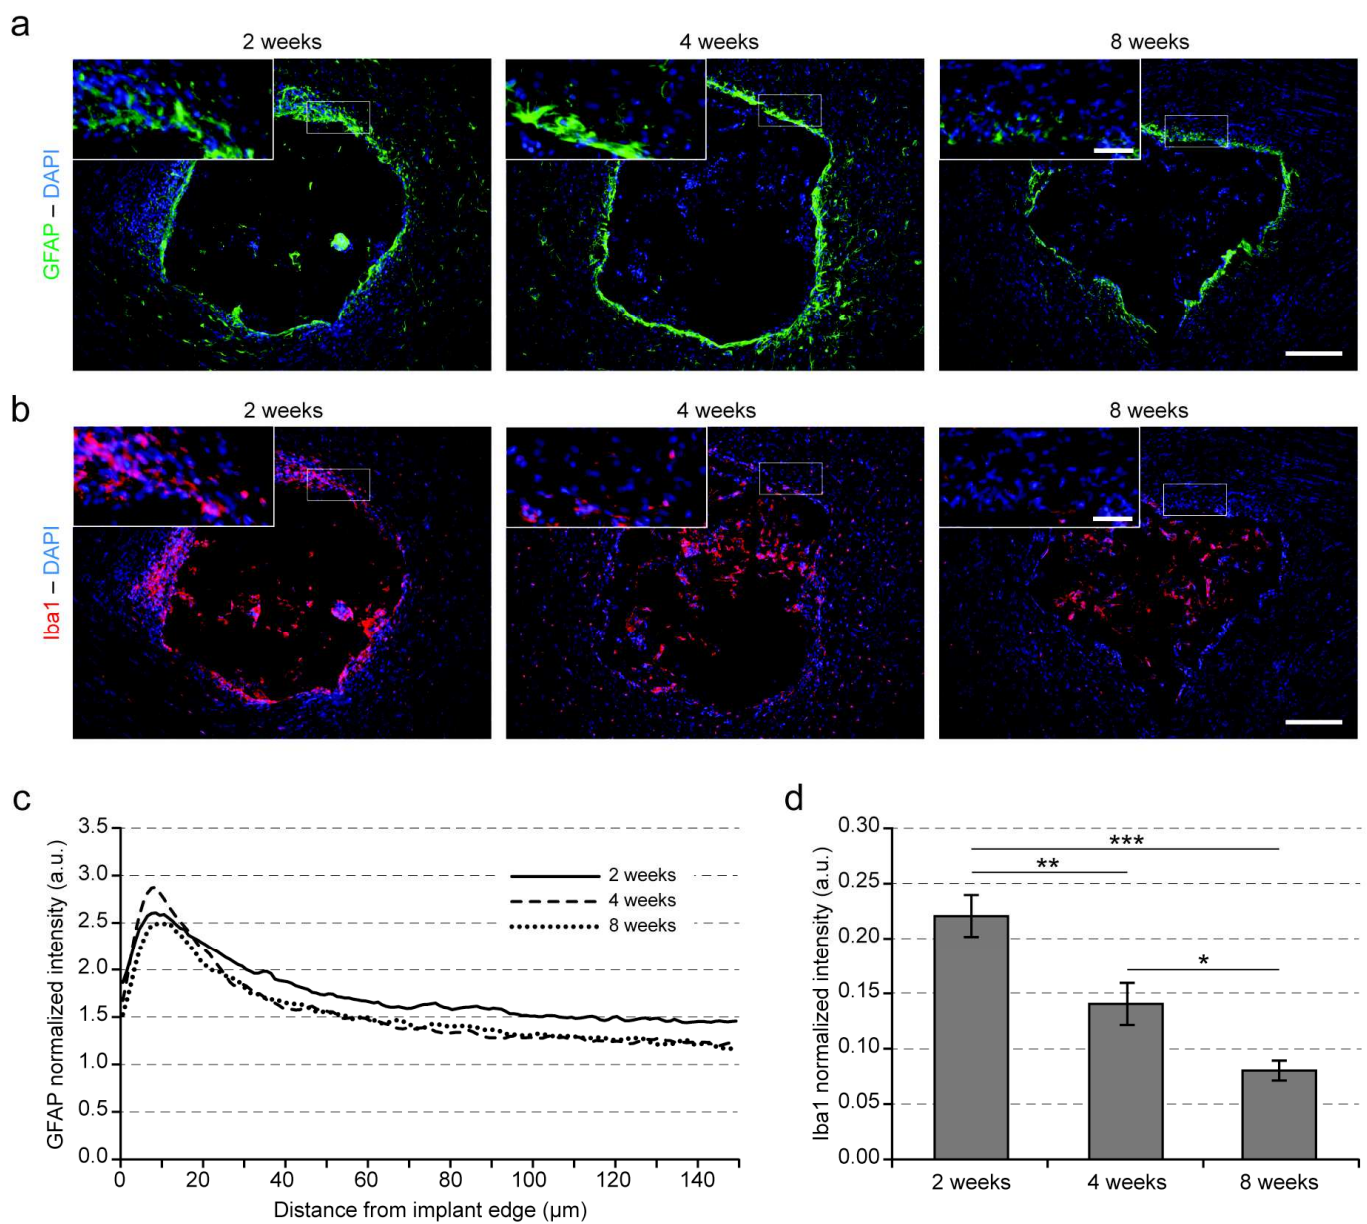 a
2 weeks
4 weeks
8 weeks
GFAP – DAPI
b
2 weeks
4 weeks
8 weeks
Iba1 – DAPI
c
GFAP normalized intensity (a.u.)
3.5
3.0
2.5
2.0
1.5
1.0
0.5
0.0
2 weeks
4 weeks
8 weeks
0 20 40 60 80 100 120 140
Distance from implant edge (µm)
d
Iba1 normalized intensity (a.u.)
0.30
0.25
0.20
0.15
0.10
0.05
0.00
***
**
*
2 weeks 4 weeks 8 weeks